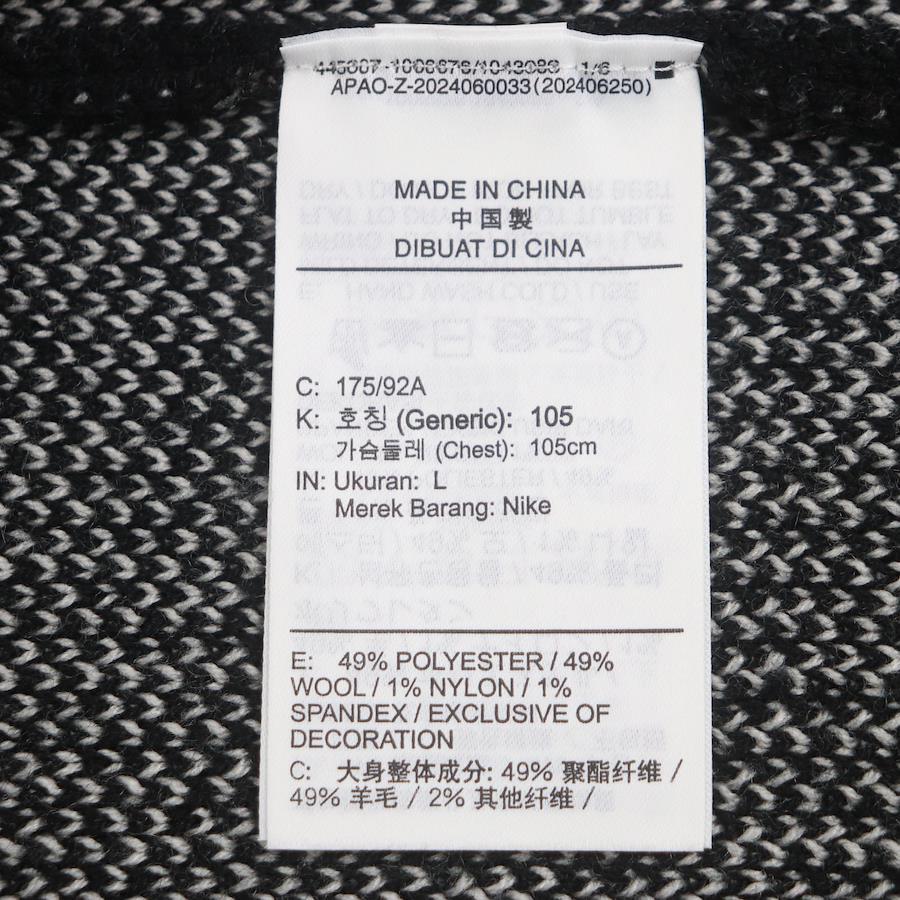 APAO-Z-2024060033(202406250)
MADE IN CHINA
中国製
DIBUAT DI CINA
C: 175/92A
K: 호칭 (Generic): 105
가슴둘레 (Chest): 105cm
IN: Ukuran: L
Merek Barang: Nike
E: 49% POLYESTER / 49%
WOOL / 1% NYLON / 1%
SPANDEX / EXCLUSIVE OF
DECORATION
C: 大身整体成分: 49% 聚酯纤维 /
49% 羊毛 / 2% 其他纤维 /